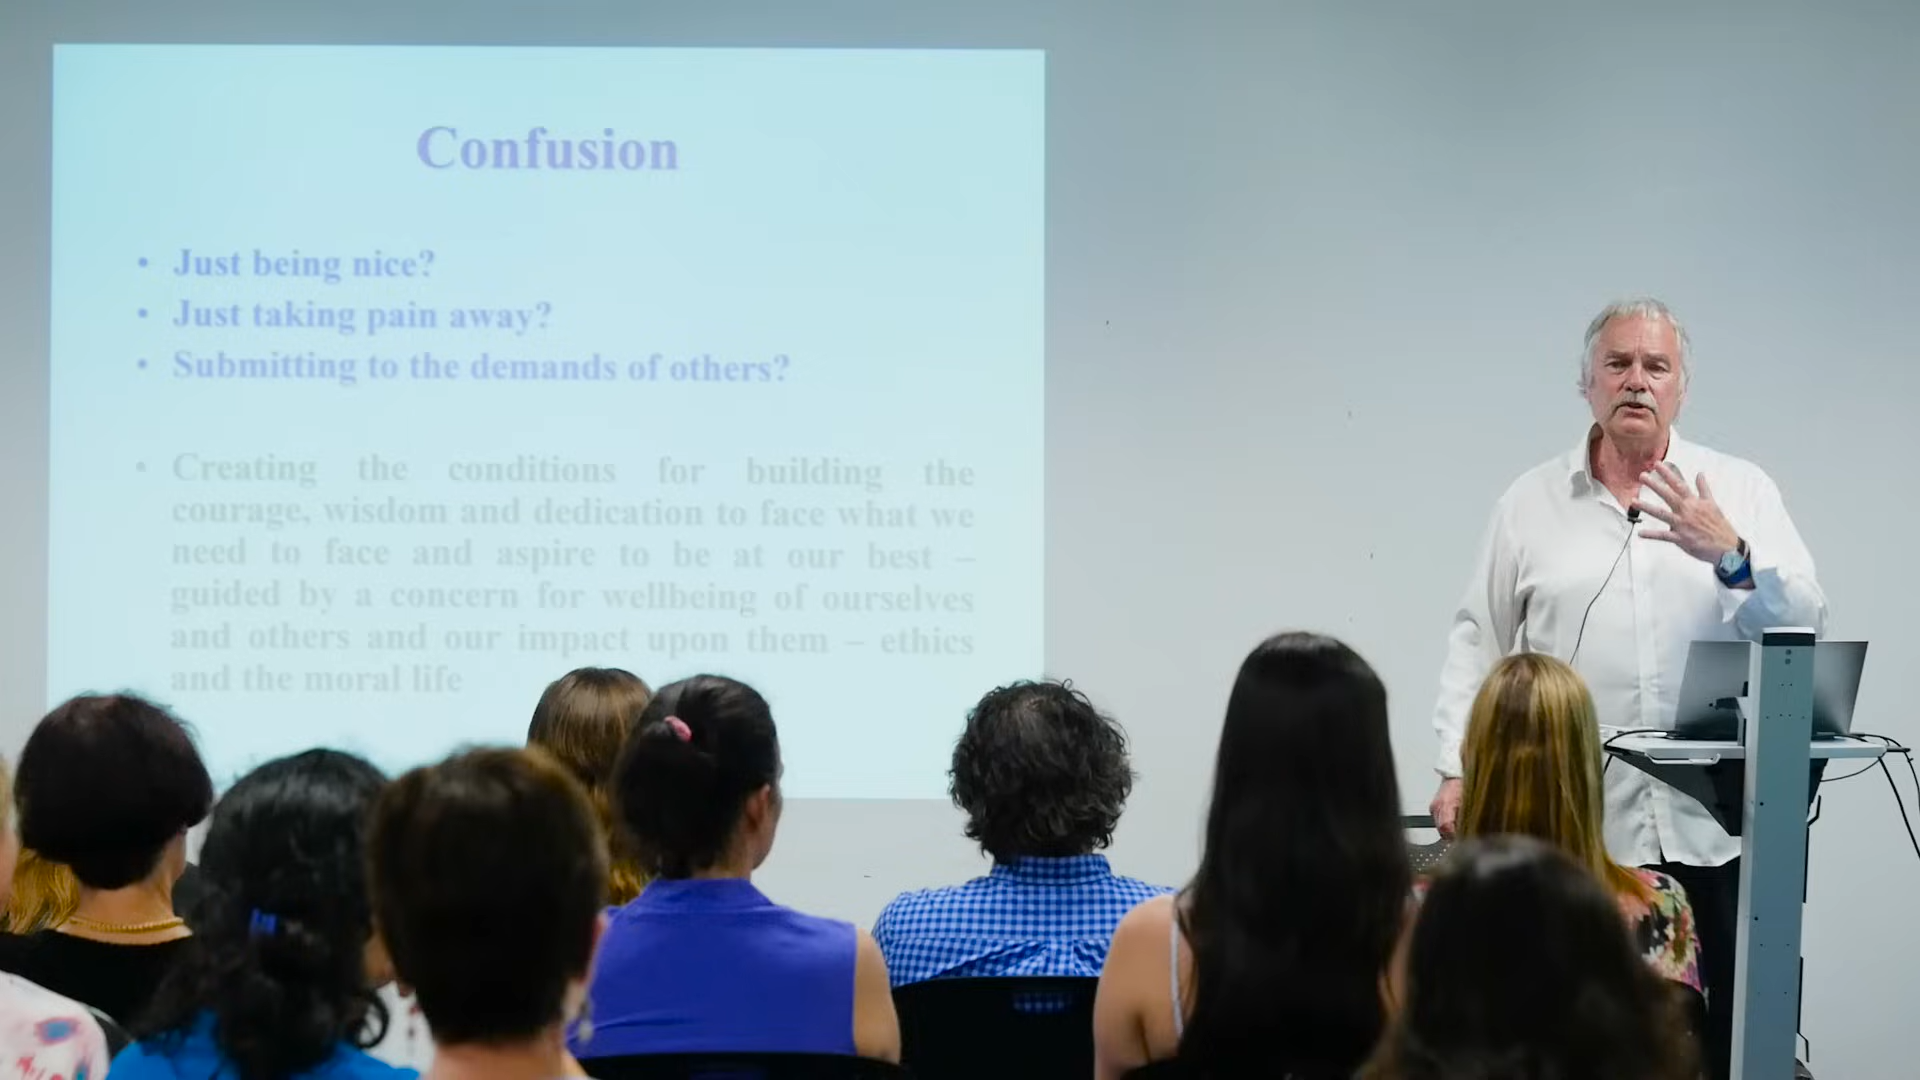 Confusion
• Just being nice?
• Just taking pain away?
• Submitting to the demands of others?
• Creating the conditions for building the
courage, wisdom and dedication to face what we
need to face and aspire to be at our best –
guided by a concern for wellbeing of ourselves
and others and our impact upon them – ethics
and the moral life